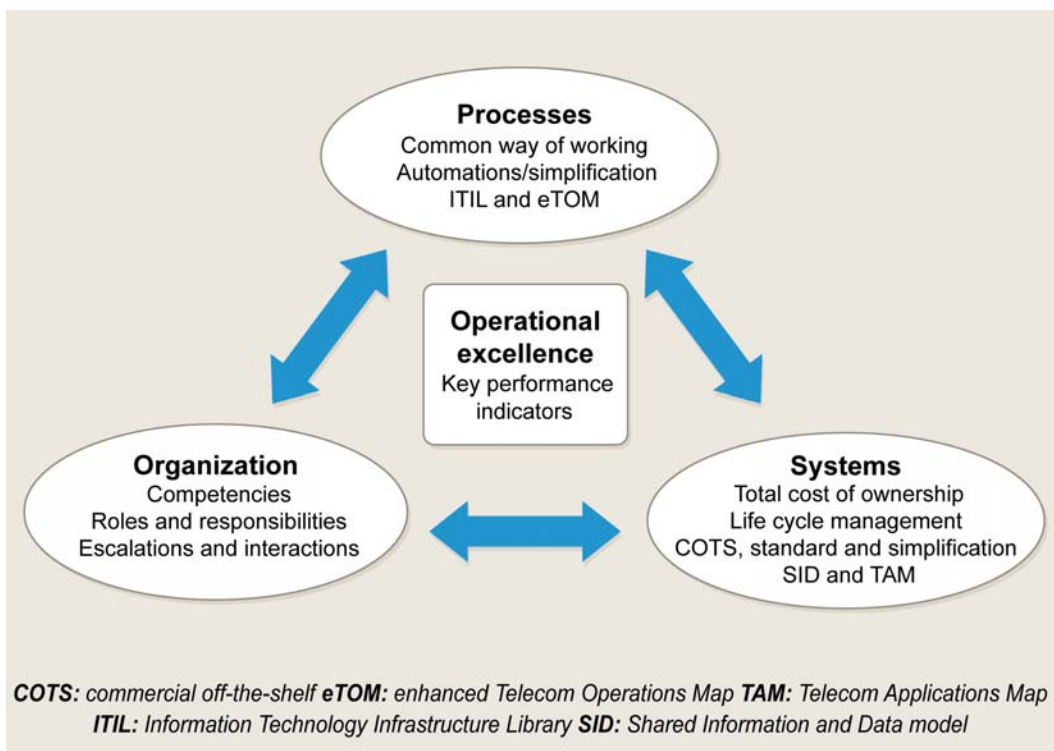 Processes
Common way of working
Automations/simplification
ITIL and eTOM
Operational
excellence
Key performance
indicators
Organization
Competencies
Roles and responsibilities
Escalations and interactions
Systems
Total cost of ownership
Life cycle management
COTS, standard and simplification
SID and TAM
COTS: commercial off-the-shelf eTOM: enhanced Telecom Operations Map TAM: Telecom Applications Map
ITIL: Information Technology Infrastructure Library SID: Shared Information and Data model